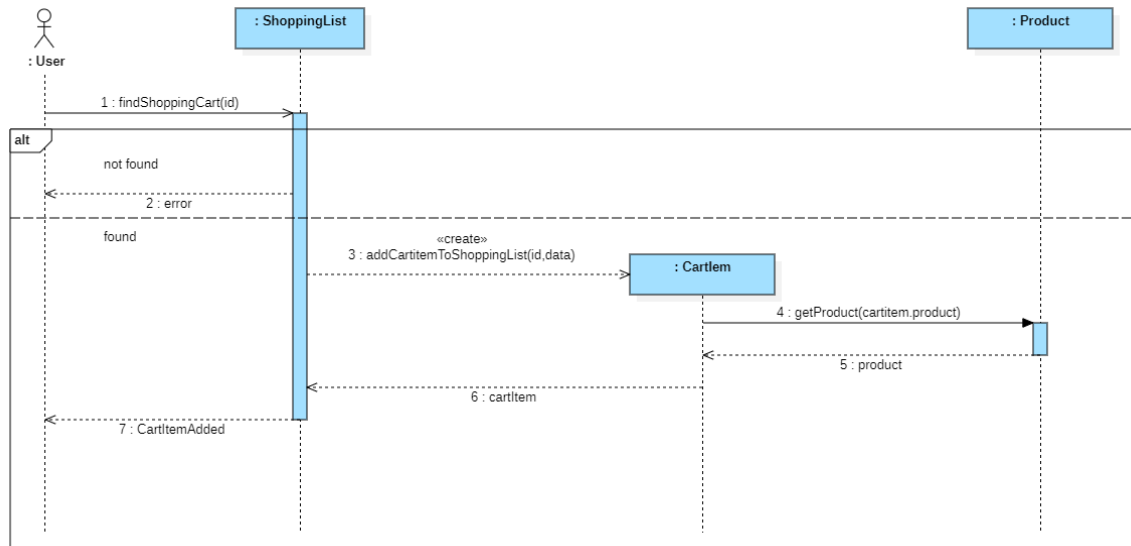 : ShoppingList
: Product
: User
1 : findShoppingCart(id)
alt
not found
2 : error
found
«create»
3 : addCartitemToShoppingList(id,data)
: CartIem
4 : getProduct(cartitem.product)
5 : product
6 : cartItem
7 : CartItemAdded